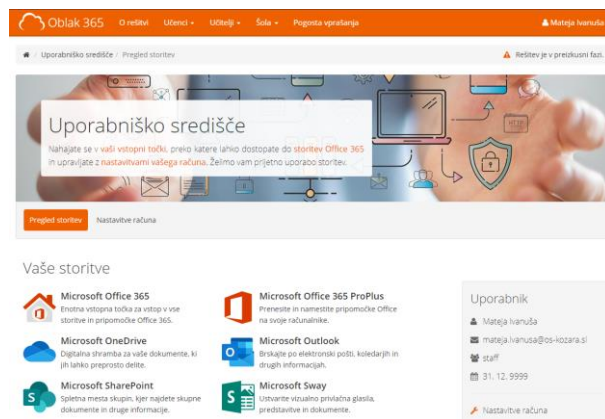 Oblak 365 O rešitvi Učenci Učitelji Šola Pogosta vprašanja Mateja Ivanuša
/ Uporabniško središče / Pregled storitev Rešitev je v preizkusni fazi.
Uporabniško središče
Nahajate se v vaši vstopni točki, preko katere lahko dostopate do storitev Office 365
in upravljate z nastavitvami vašega računa. Želimo vam prijetno uporabo storitev.
HTTP
Pregled storitev Nastavitve računa
Vaše storitve
Microsoft Office 365
Enotna vstopna točka za vstop v vse
storitve in pripomočke Office 365.
Microsoft Office 365 ProPlus
Prenesite in namestite pripomočke Office
na svoje računalnike.
Microsoft OneDrive
Digitalna shramba za vaše dokumente, ki
jih lahko preprosto delite.
Microsoft Outlook
Brskajte po elektronski pošti, koledarjih in
drugih informacijah.
Microsoft SharePoint
Spletna mesta skupin, kjer najdete skupne
dokumente in druge informacije.
Microsoft Sway
Ustvarite vizualno privlačna glasila,
predstavitve in dokumente.
Uporabnik
Mateja Ivanuša
mateja.ivanusa@os-kozara.si
staff
31. 12. 9999
Nastavitve računa